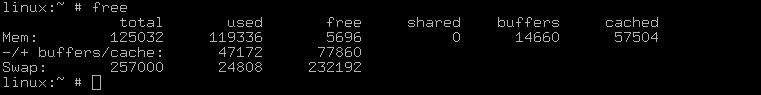 linux:~ # free
total used free shared buffers cached
Mem: 125032 119336 5696 0 14660 57504
-/+ buffers/cache: 47172 77860
Swap: 257000 24808 232192
linux:~ #